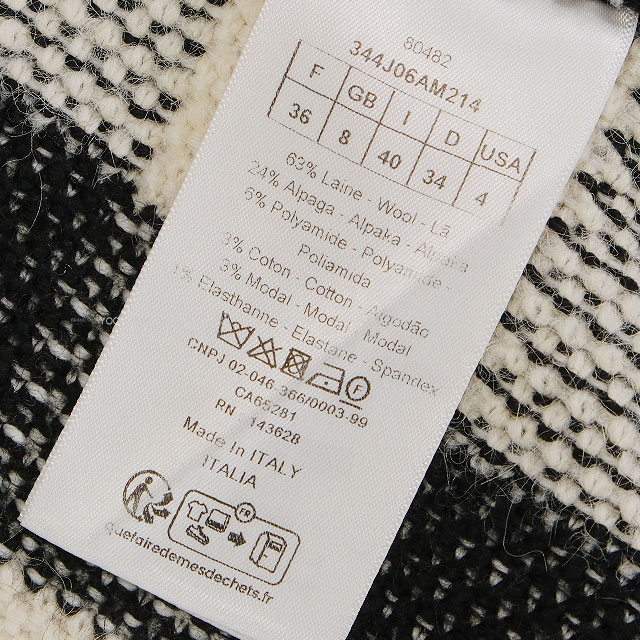 80482
344J06AM214
F GB I D USA
36 8 40 34 4
63% Laine - Wool - Lã
24% Alpaga - Alpaka - Alpaca
6% Polyamide - Polyamide -
Poliamida
3% Coton - Cotton - Algodão
3% Modal - Modal - Modal
1% Elasthanne - Elastane - Spandex
CNPJ 02.046.366/0003-99
CA65281
RN 143628
Made In ITALY
ITALIA
FR
quefairedemesdechets.fr